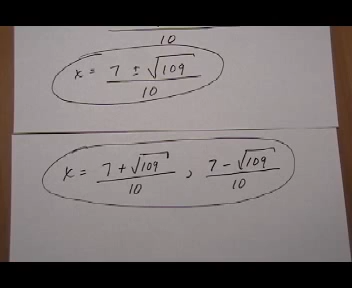 10
x = 7 ± √109 / 10
x = 7 + √109 / 10 , 7 - √109 / 10